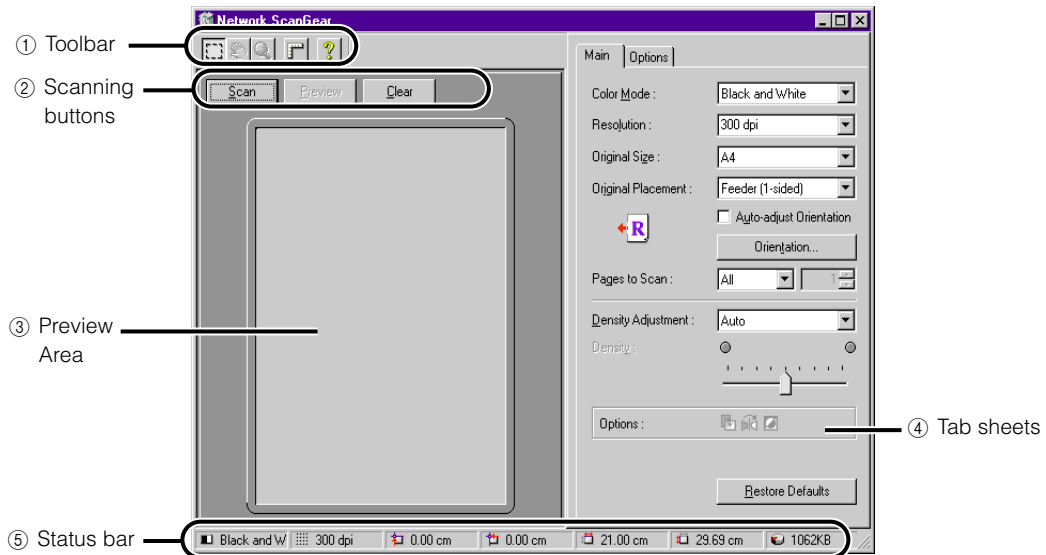 Network ScanGear
① Toolbar
② Scanning
buttons
Scan
Preview
Clear
③ Preview
Area
Main
Options
Color Mode :
Black and White
Resolution :
300 dpi
Original Size :
A4
Original Placement :
Feeder (1-sided)
Auto-adjust Orientation
R
Orientation...
Pages to Scan :
All
1
Density Adjustment :
Auto
Density :
Options :
④ Tab sheets
Restore Defaults
⑤ Status bar
Black and W
300 dpi
0.00 cm
0.00 cm
21.00 cm
29.69 cm
1062KB